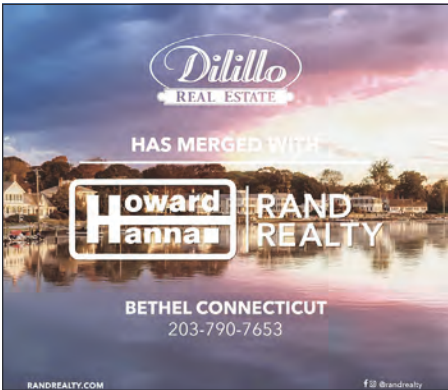 Dilillo
REAL ESTATE
HAS MERGED WITH
Howard
Hanna
RAND
REALTY
BETHEL CONNECTICUT
203-790-7653
RANDREALTY.COM
@randrealty